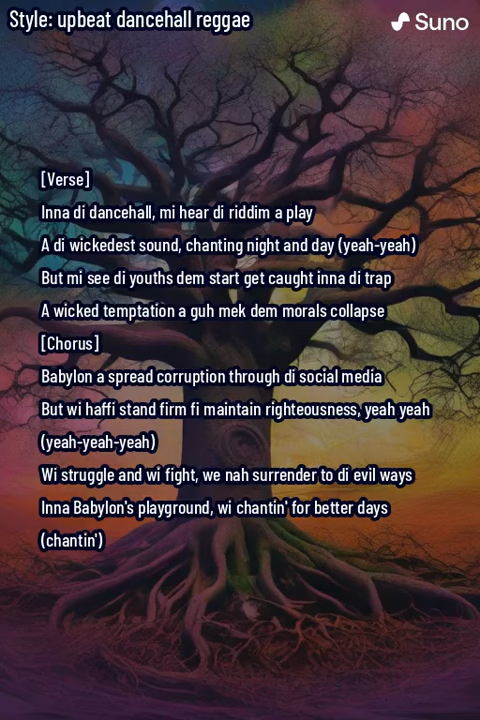 Style: upbeat dancehall reggae
Suno
[Verse]
Inna di dancehall, mi hear di riddim a play
A di wickedest sound, chanting night and day (yeah-yeah)
But mi see di youths dem start get caught inna di trap
A wicked temptation a guh mek dem morals collapse
[Chorus]
Babylon a spread corruption through di social media
But wi haffi stand firm fi maintain righteousness, yeah yeah
(yeah-yeah-yeah)
Wi struggle and wi fight, we nah surrender to di evil ways
Inna Babylon's playground, wi chantin' for better days
(chantin')